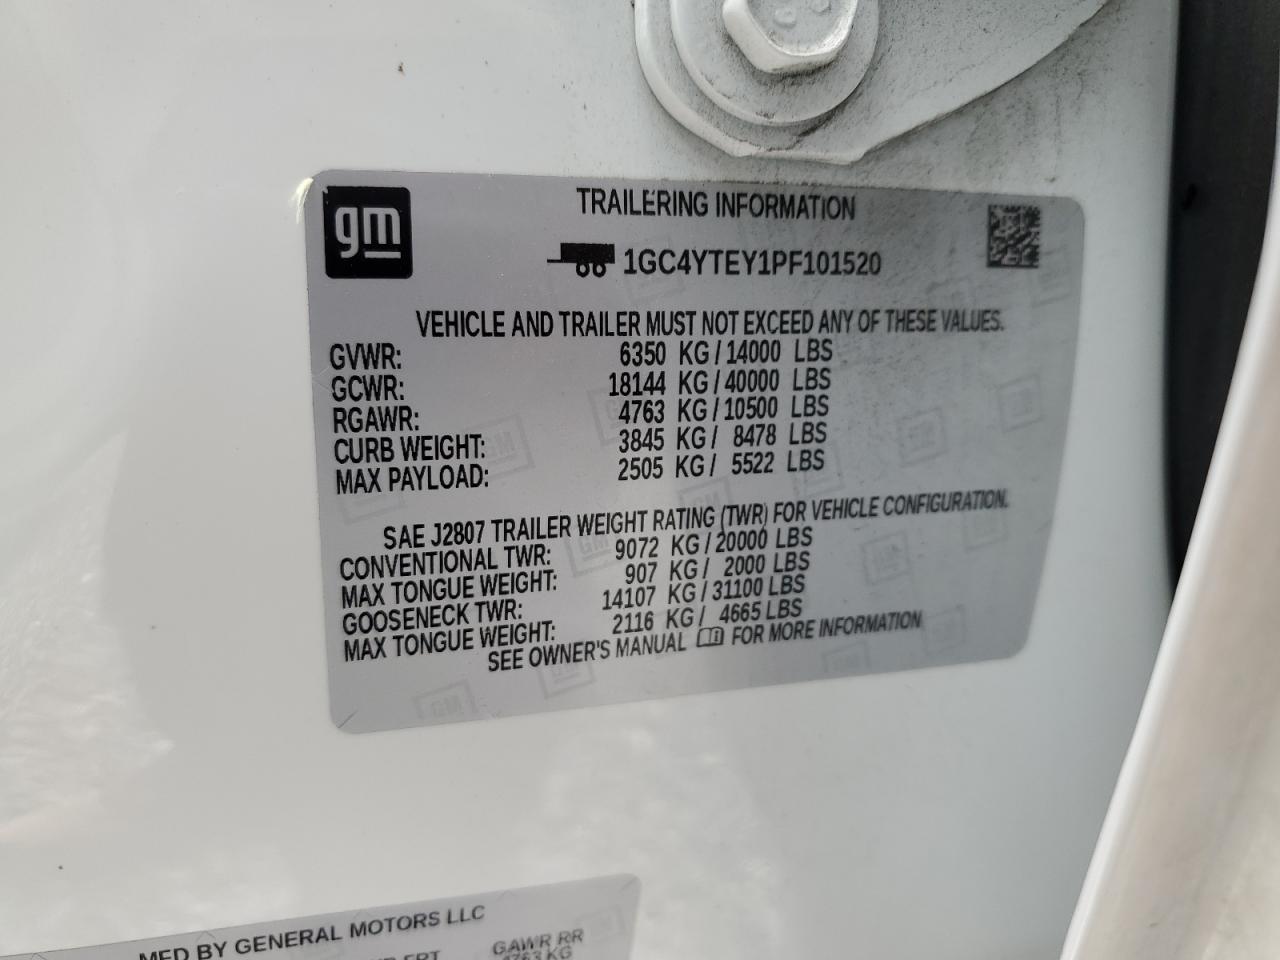 gm
TRAILERING INFORMATION
1GC4YTEY1PF101520
VEHICLE AND TRAILER MUST NOT EXCEED ANY OF THESE VALUES.
GVWR: 6350 KG/ 14000 LBS
GCWR: 18144 KG/ 40000 LBS
RGAWR: 4763 KG/ 10500 LBS
CURB WEIGHT: 3845 KG/ 8478 LBS
MAX PAYLOAD: 2505 KG/ 5522 LBS
SAE J2807 TRAILER WEIGHT RATING (TWR) FOR VEHICLE CONFIGURATION.
CONVENTIONAL TWR: 9072 KG/ 20000 LBS
MAX TONGUE WEIGHT: 907 KG/ 2000 LBS
GOOSENECK TWR: 14107 KG/ 31100 LBS
MAX TONGUE WEIGHT: 2116 KG/ 4665 LBS
SEE OWNER'S MANUAL FOR MORE INFORMATION
MFD BY GENERAL MOTORS LLC
FRT GAWR RR
4763 KG